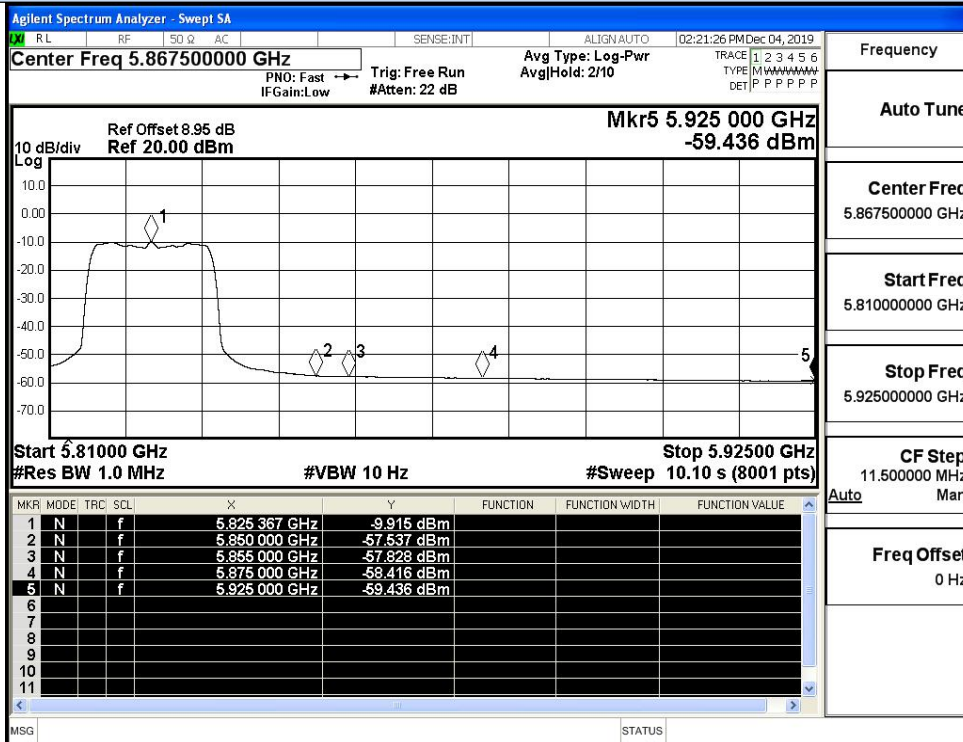 Agilent Spectrum Analyzer - Swept SA
LXI RL RF 50 Ω AC SENSE:INT ALIGNAUTO 02:21:26 PM Dec 04, 2019
Center Freq 5.867500000 GHz
PNO: Fast
IFGain:Low
Trig: Free Run
#Atten: 22 dB
Avg Type: Log-Pwr
Avg|Hold: 2/10
TRACE 1 2 3 4 5 6
TYPE M W W W W W
DET P P P P P P
Mkr5 5.925 000 GHz
-59.436 dBm
Ref Offset 8.95 dB
10 dB/div Ref 20.00 dBm
Log
10.0
0.00
-10.0
-20.0
-30.0
-40.0
-50.0
-60.0
-70.0
1
2
3
4
5
Start 5.81000 GHz Stop 5.92500 GHz
#Res BW 1.0 MHz #VBW 10 Hz #Sweep 10.10 s (8001 pts)
MKR MODE TRC SCL X Y FUNCTION FUNCTION WIDTH FUNCTION VALUE
1 N f 5.825 367 GHz -9.915 dBm
2 N f 5.850 000 GHz -57.537 dBm
3 N f 5.855 000 GHz -57.828 dBm
4 N f 5.875 000 GHz -58.416 dBm
5 N f 5.925 000 GHz -59.436 dBm
6
7
8
9
10
11
MSG STATUS
Frequency
Auto Tune
Center Freq
5.867500000 GHz
Start Freq
5.810000000 GHz
Stop Freq
5.925000000 GHz
CF Step
11.500000 MHz
Auto Man
Freq Offset
0 Hz